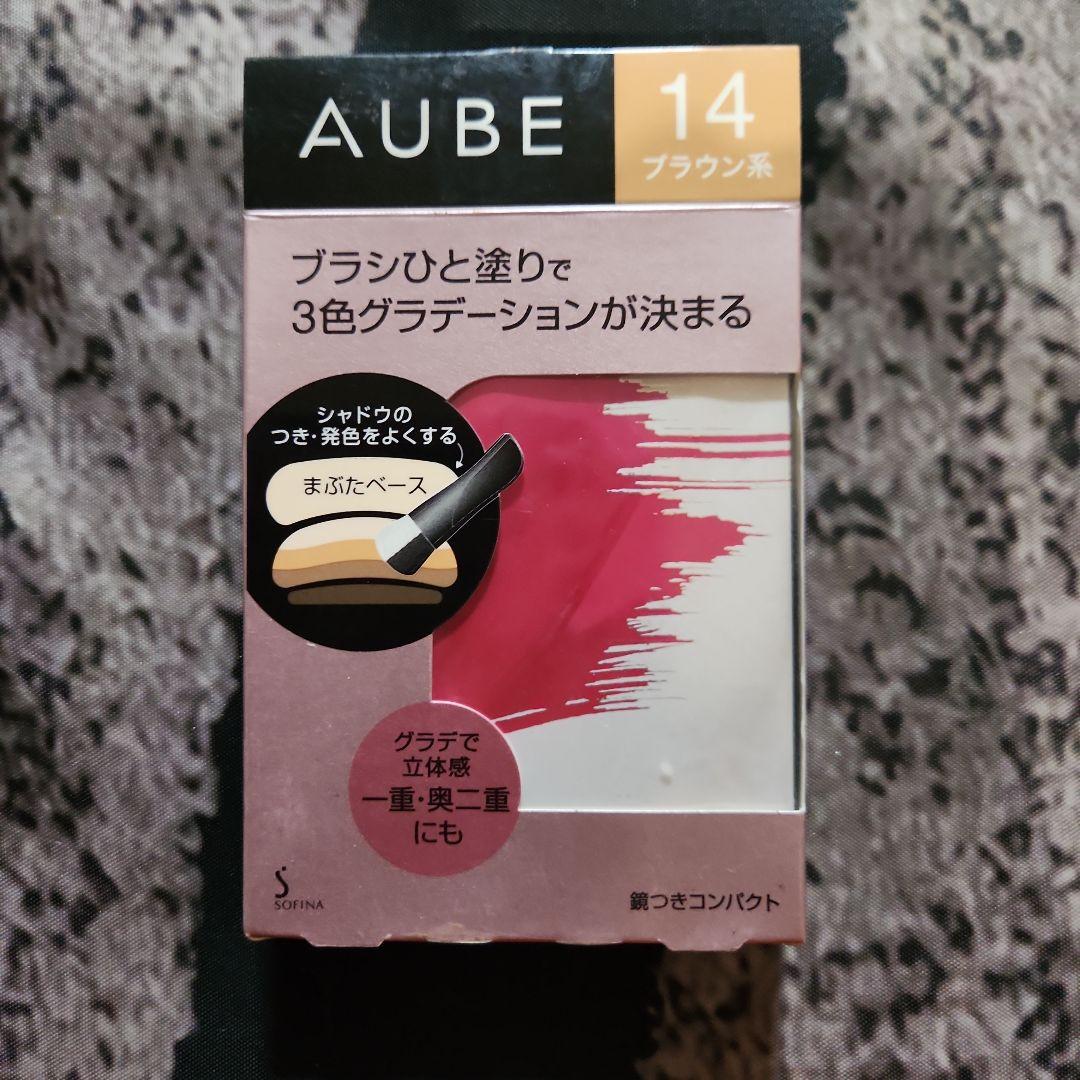 AUBE
14
ブラウン系
ブラシひと塗りで
3色グラデーションが決まる
シャドウの
つき・発色をよくする
まぶたベース
グラデで
立体感
一重・奥二重
にも
SOFINA
鏡つきコンパクト